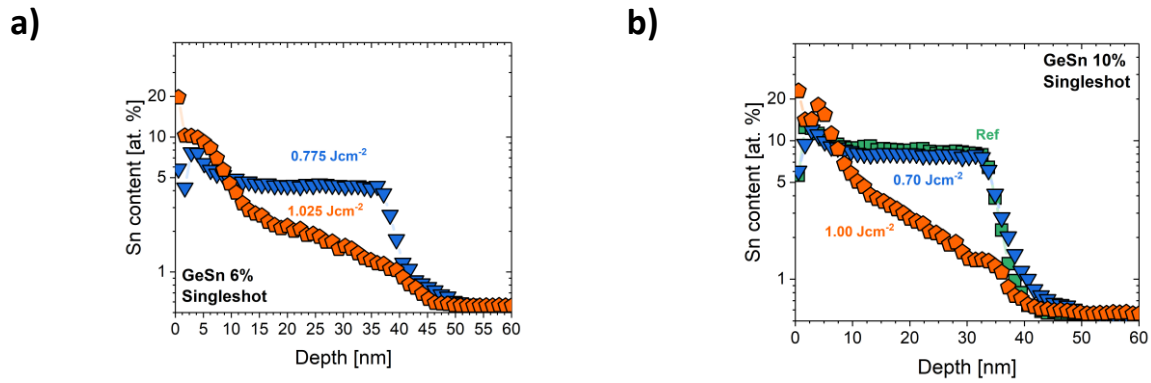 a)
Sn content [at. %]
20
10
5
1
0.775 Jcm-2
1.025 Jcm-2
GeSn 6%
Singleshot
0 5 10 15 20 25 30 35 40 45 50 55 60
Depth [nm]
b)
Sn content [at. %]
20
10
5
1
GeSn 10%
Singleshot
Ref
0.70 Jcm-2
1.00 Jcm-2
0 10 20 30 40 50 60
Depth [nm]